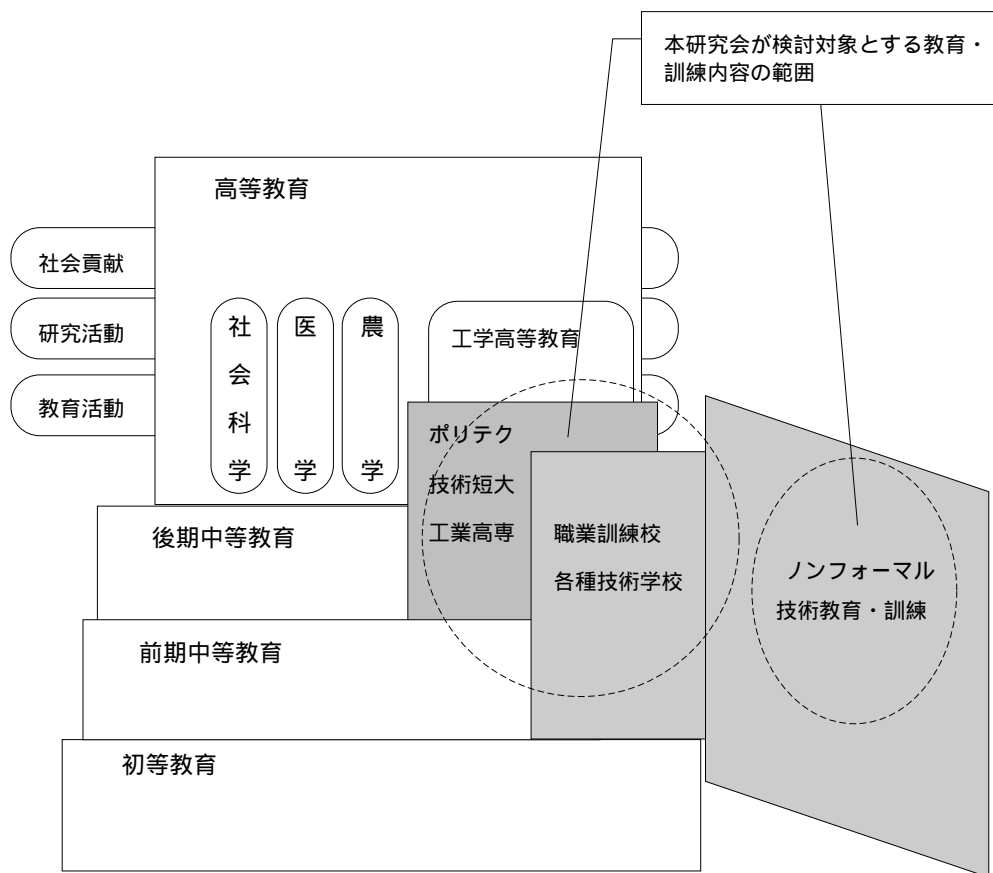 本研究会が検討対象とする教育・
訓練内容の範囲
高等教育
社会貢献
研究活動
教育活動
社会科学
医学
農学
工学高等教育
ポリテク
技術短大
工業高専
職業訓練校
各種技術学校
ノンフォーマル
技術教育・訓練
後期中等教育
前期中等教育
初等教育